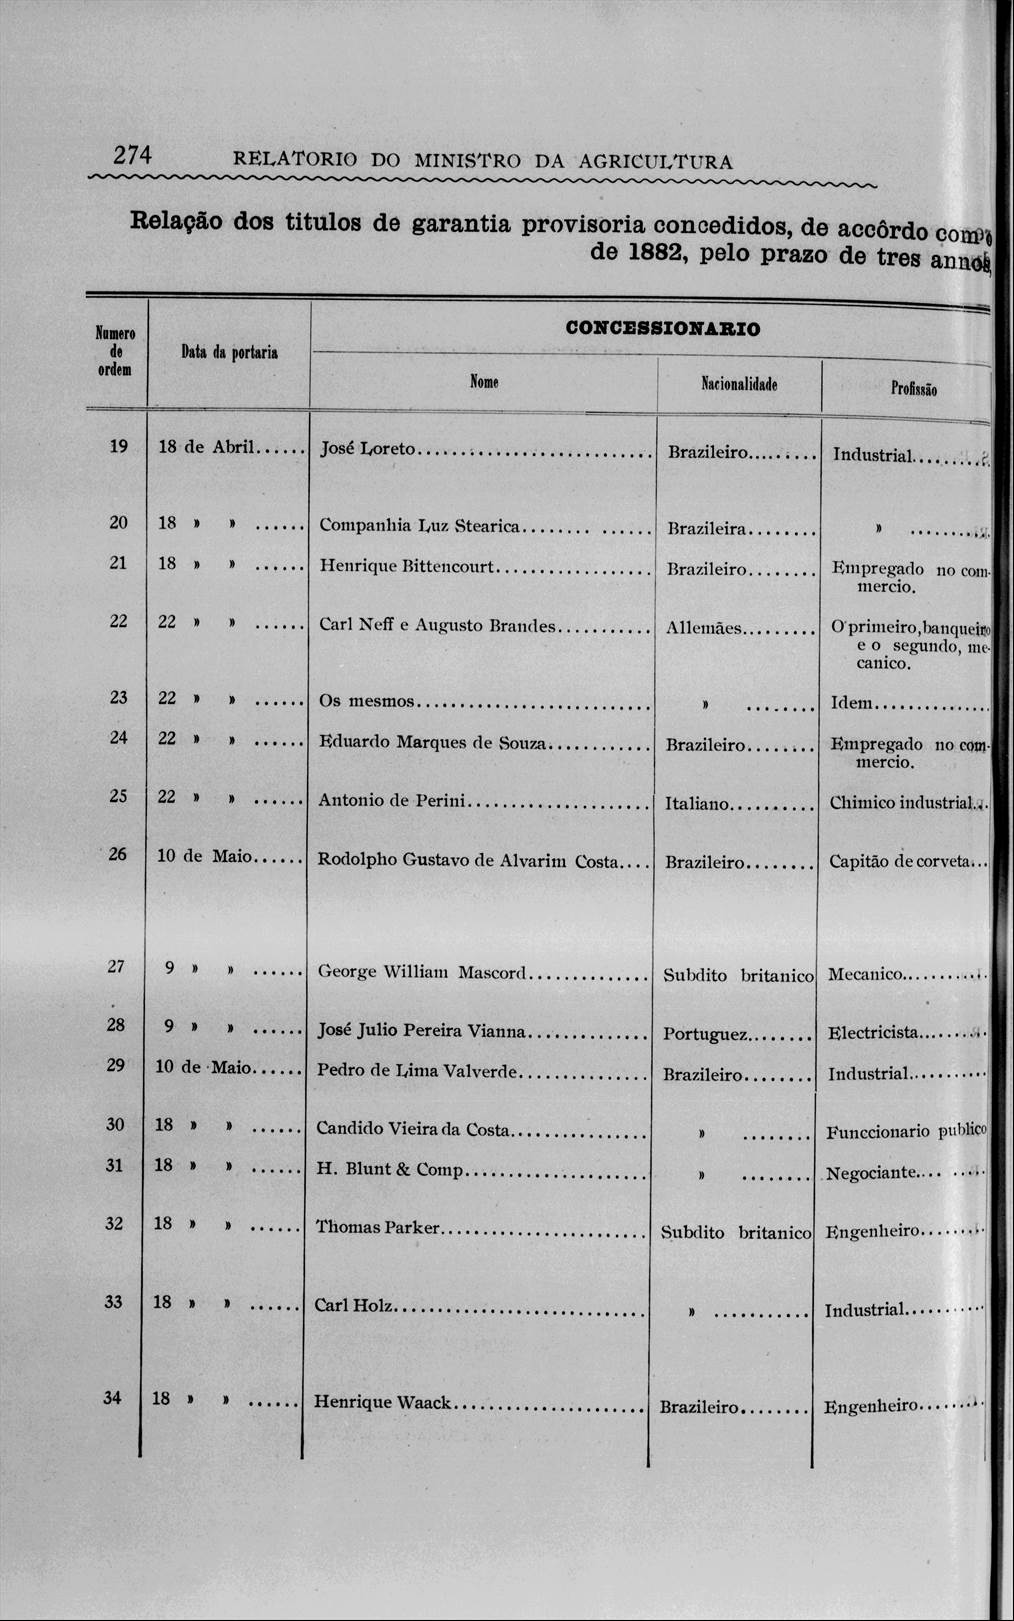 274 RELATORIO DO MINISTRO DA AGRICULTURA
Relação dos titulos de garantia provisoria concedidos, de accôrdo com
de 1882, pelo prazo de tres annos
Numero de ordem
Data da portaria
CONCESSIONARIO
Nome
Nacionalidade
Profissão
19 18 de Abril...... José Loreto........................... Brazileiro......... Industrial.........
20 18 » » ...... Companhia Luz Stearica........ ...... Brazileira........ » .........
21 18 » » ...... Henrique Bittencourt.................. Brazileiro........ Empregado no com-
mercio.
22 22 » » ...... Carl Neff e Augusto Brandes........... Allemães......... O primeiro, banqueiro
e o segundo, me-
canico.
23 22 » » ...... Os mesmos........................... » ........ Idem..............
24 22 » » ...... Eduardo Marques de Souza............ Brazileiro........ Empregado no com-
mercio.
25 22 » » ...... Antonio de Perini..................... Italiano.......... Chimico industrial...
26 10 de Maio...... Rodolpho Gustavo de Alvarim Costa.... Brazileiro........ Capitão de corveta...
27 9 » » ...... George William Mascord.............. Subdito britanico Mecanico..........
28 9 » » ...... José Julio Pereira Vianna.............. Portuguez........ Electricista.........
29 10 de Maio...... Pedro de Lima Valverde............... Brazileiro........ Industrial...........
30 18 » » ...... Candido Vieira da Costa................ » ........ Funccionario publico
31 18 » » ...... H. Blunt & Comp..................... » ........ Negociante... .....
32 18 » » ...... Thomas Parker........................ Subdito britanico Engenheiro........
33 18 » » ...... Carl Holz............................. » ........... Industrial..........
34 18 » » ...... Henrique Waack...................... Brazileiro........ Engenheiro........